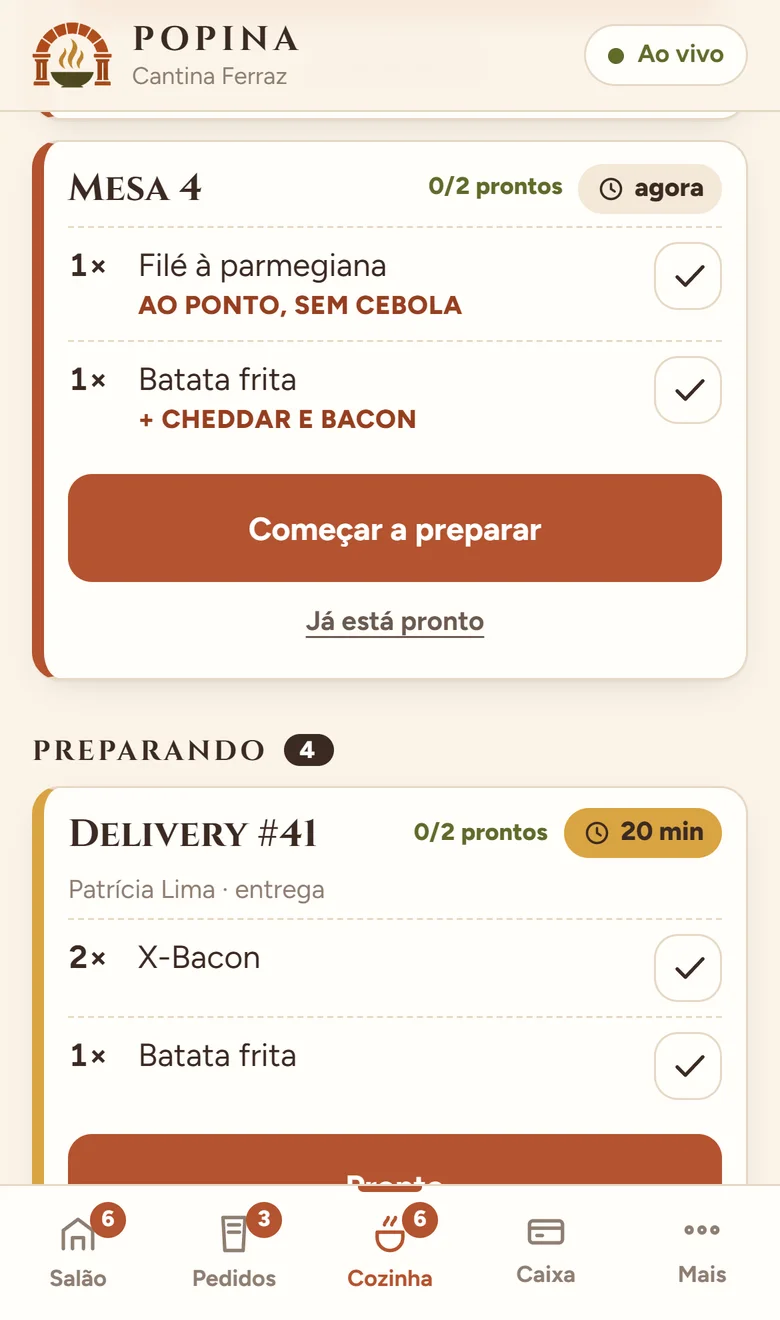 POPINA
Cantina Ferraz
Ao vivo
MESA 4
0/2 prontos
agora
1× Filé à parmegiana
AO PONTO, SEM CEBOLA
1× Batata frita
+ CHEDDAR E BACON
Começar a preparar
Já está pronto
PREPARANDO 4
DELIVERY #41
0/2 prontos
20 min
Patrícia Lima · entrega
2× X-Bacon
1× Batata frita
Pronto
6
3
6
Salão
Pedidos
Cozinha
Caixa
Mais